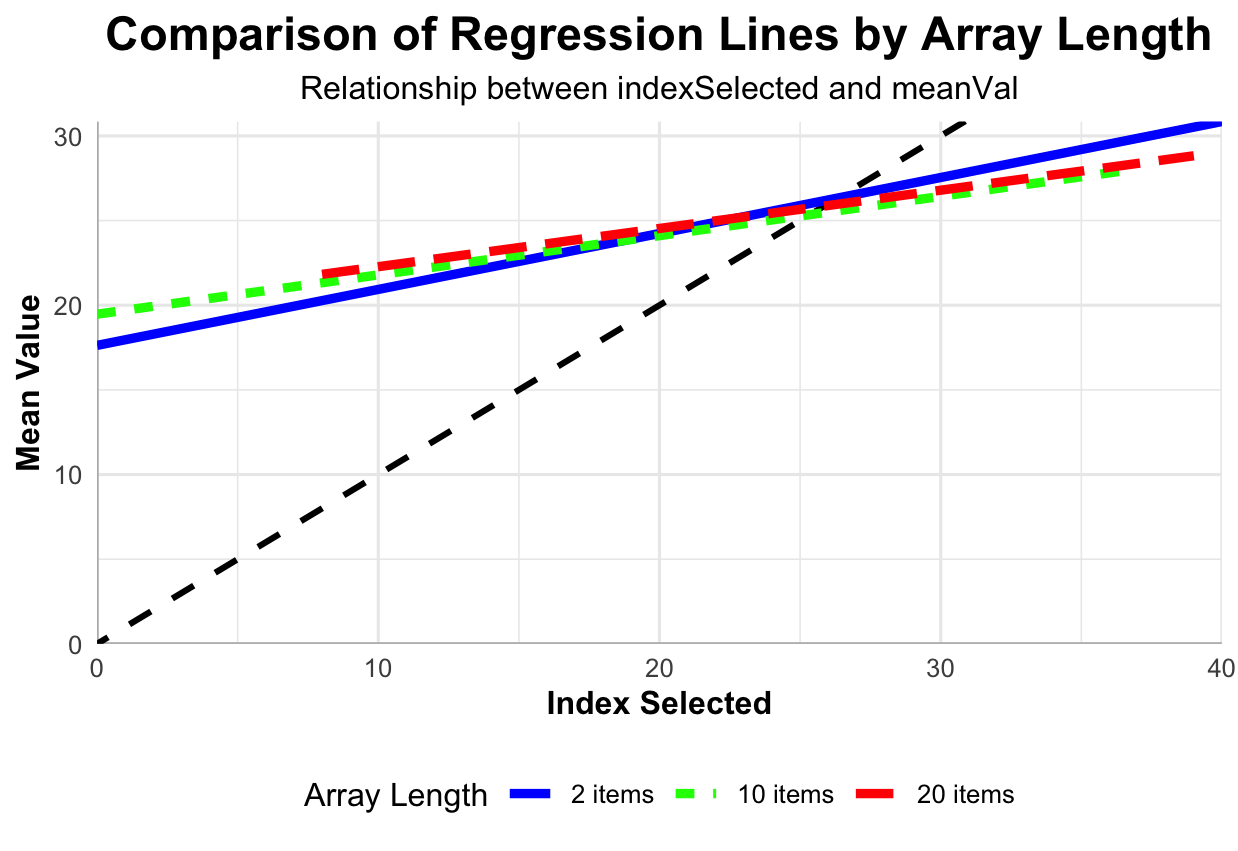 Comparison of Regression Lines by Array Length
Relationship between indexSelected and meanVal
30
20
10
0
Mean Value
0 10 20 30 40
Index Selected
Array Length 2 items 10 items 20 items